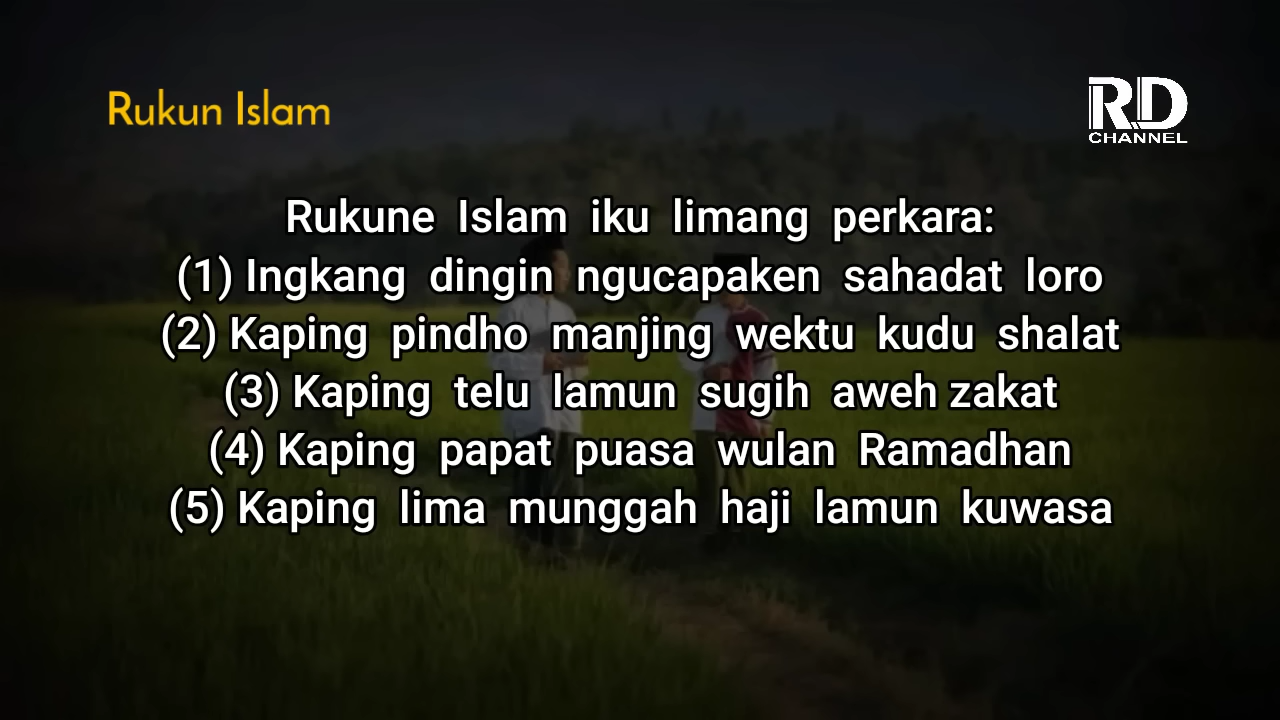 Rukun Islam
RD
CHANNEL
Rukune Islam iku limang perkara:
(1) Ingkang dingin ngucapaken sahadat loro
(2) Kaping pindho manjing wektu kudu shalat
(3) Kaping telu lamun sugih aweh zakat
(4) Kaping papat puasa wulan Ramadhan
(5) Kaping lima munggah haji lamun kuwasa